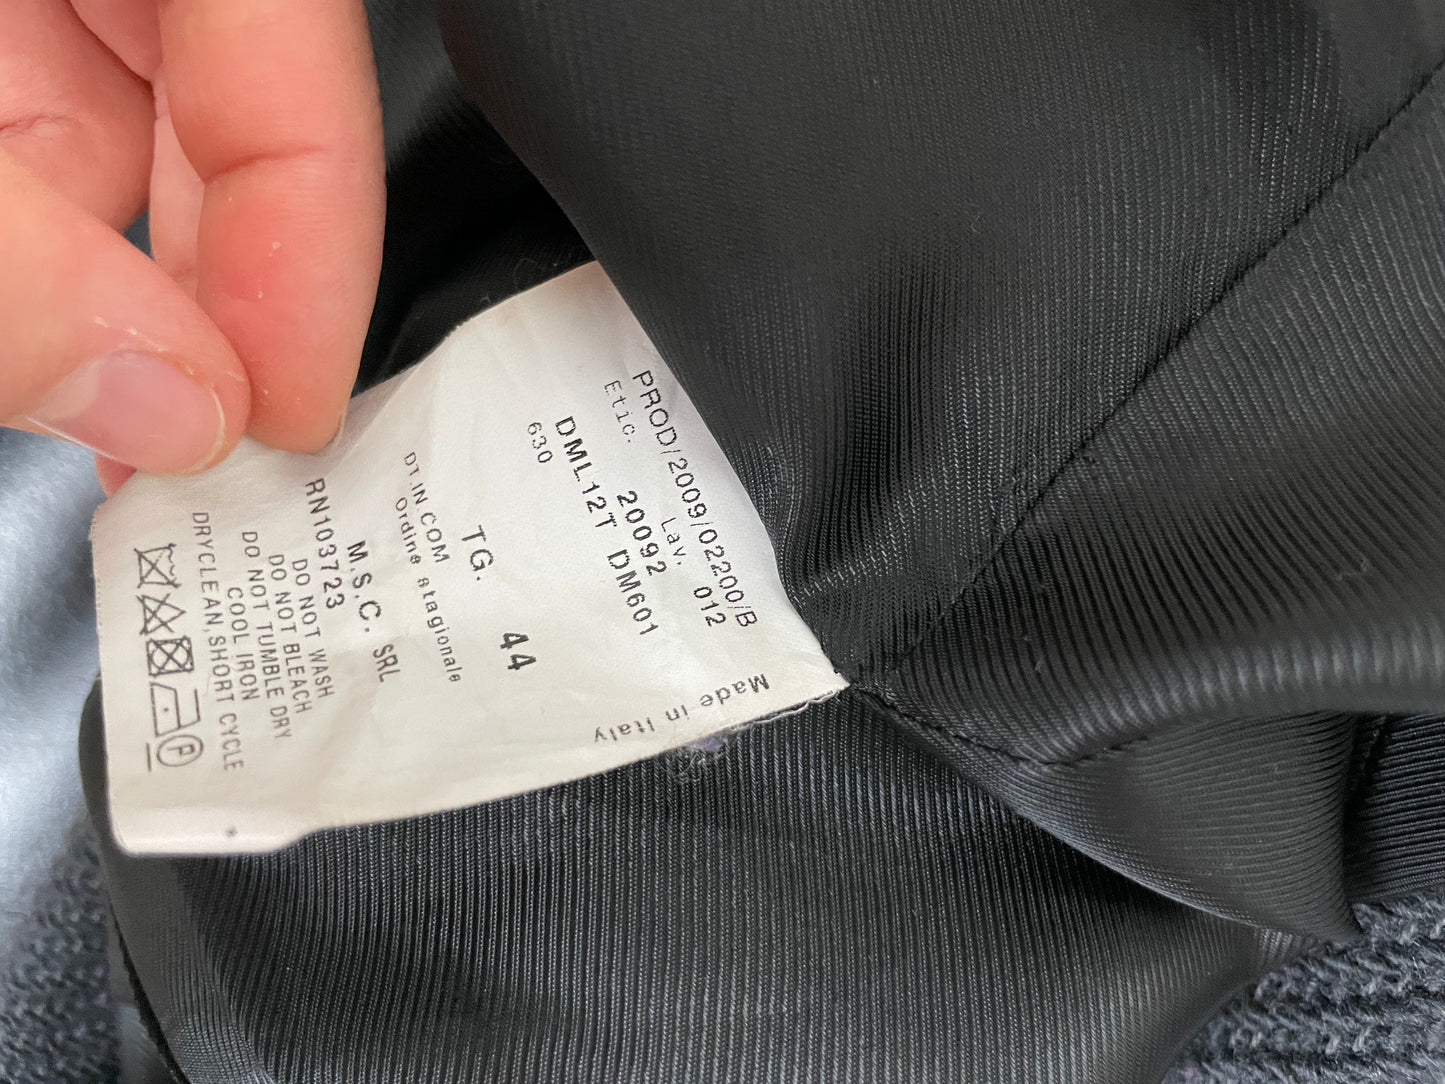 PROD/2009/02200/B
Etic. Lav. 012
20092
DML12T DM601
630
TG. 44
DT.IN.COM
Ordine stagionale
M.S.C. SRL
RN103723
DO NOT WASH
DO NOT BLEACH
DO NOT TUMBLE DRY
COOL IRON
DRYCLEAN,SHORT CYCLE
P
Made in Italy